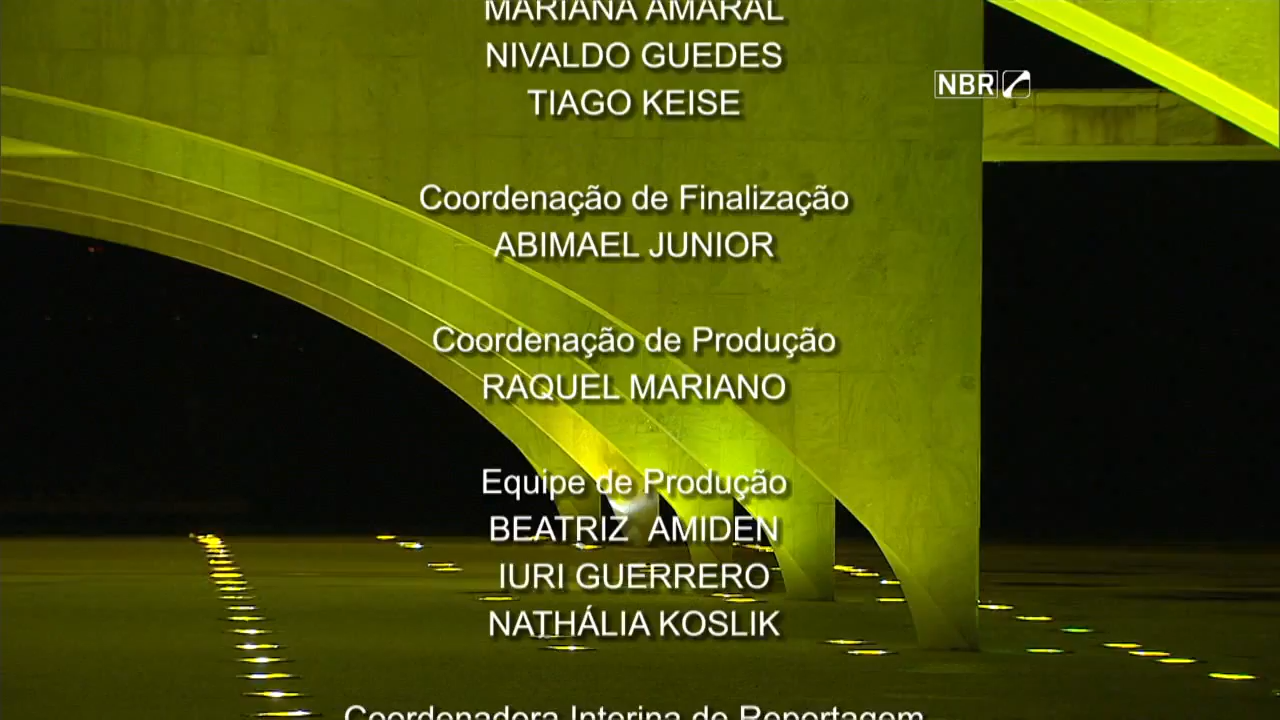 MARIANA AMARAL
NIVALDO GUEDES
TIAGO KEISE
NBR
Coordenação de Finalização
ABIMAEL JUNIOR
Coordenação de Produção
RAQUEL MARIANO
Equipe de Produção
BEATRIZ AMIDEN
IURI GUERRERO
NATHÁLIA KOSLIK
Coordenadora Interina de Reportagem